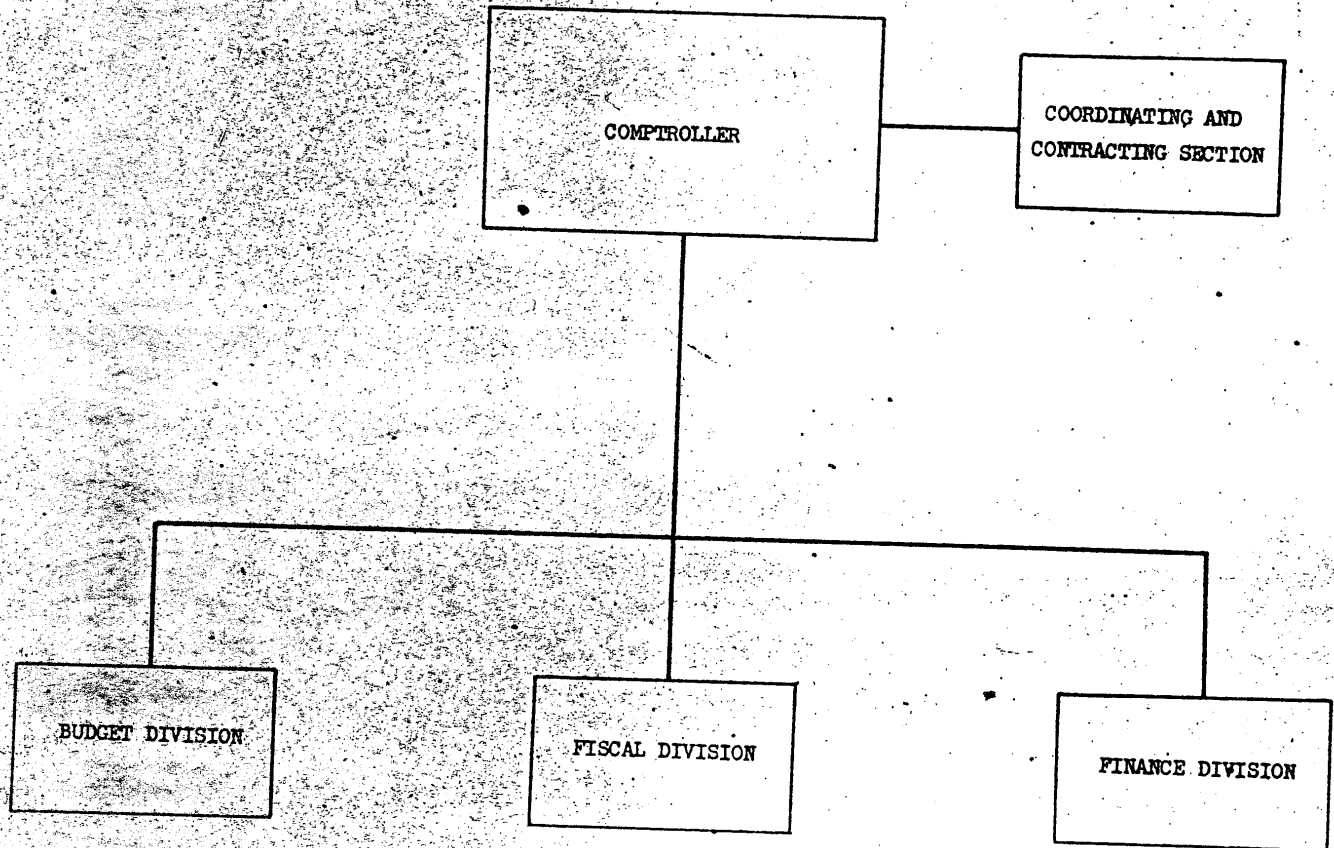 COMPTROLLER
COORDINATING AND
CONTRACTING SECTION
BUDGET DIVISION
FISCAL DIVISION
FINANCE DIVISION